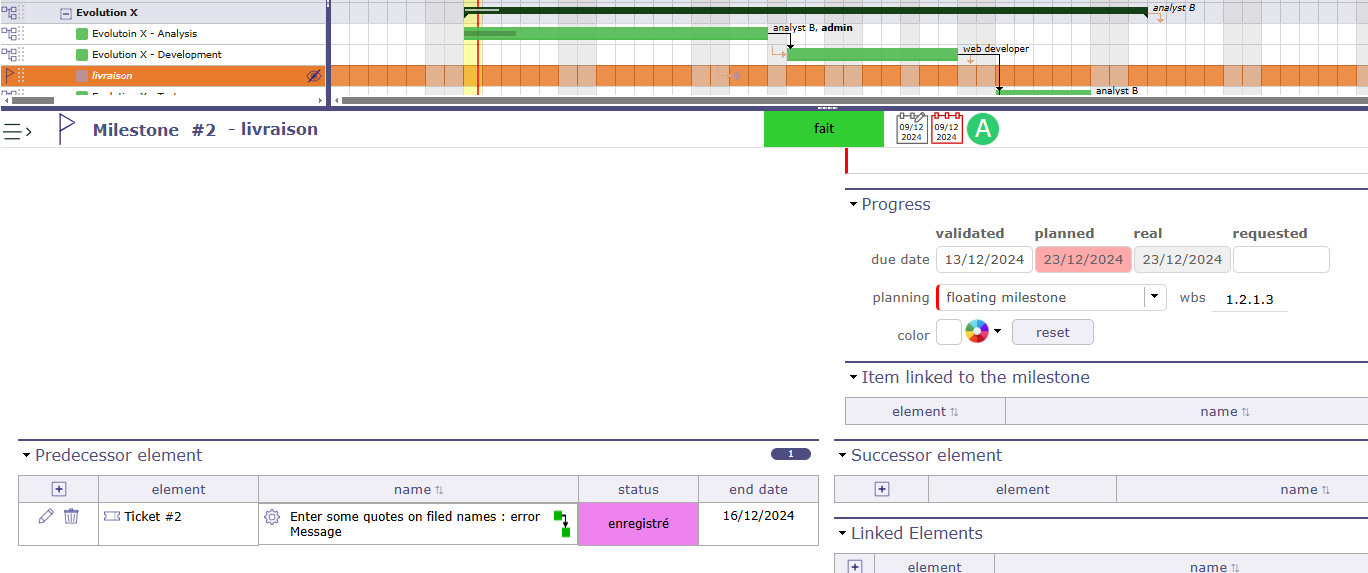 Evolution X
analyst B
Evolutoin X - Analysis
analyst B, admin
Evolution X - Development
web developer
livraison
analyst B
Milestone #2 - livraison
fait
09/12
2024
09/12
2024
A
Progress
validated planned real requested
due date 13/12/2024 23/12/2024 23/12/2024
planning floating milestone wbs 1.2.1.3
color reset
Item linked to the milestone
element name
Predecessor element 1
element name status end date
Ticket #2 Enter some quotes on filed names : error
Message
enregistré 16/12/2024
Successor element
element name
Linked Elements
element name